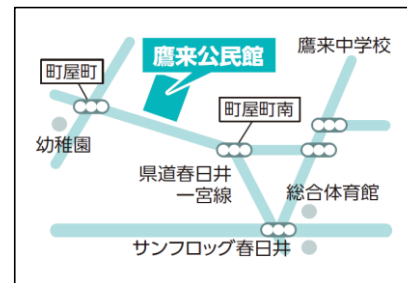 鷹来中学校
鷹来公民館
町屋町
町屋町南
幼稚園
県道春日井
一宮線
総合体育館
サンフロッグ春日井